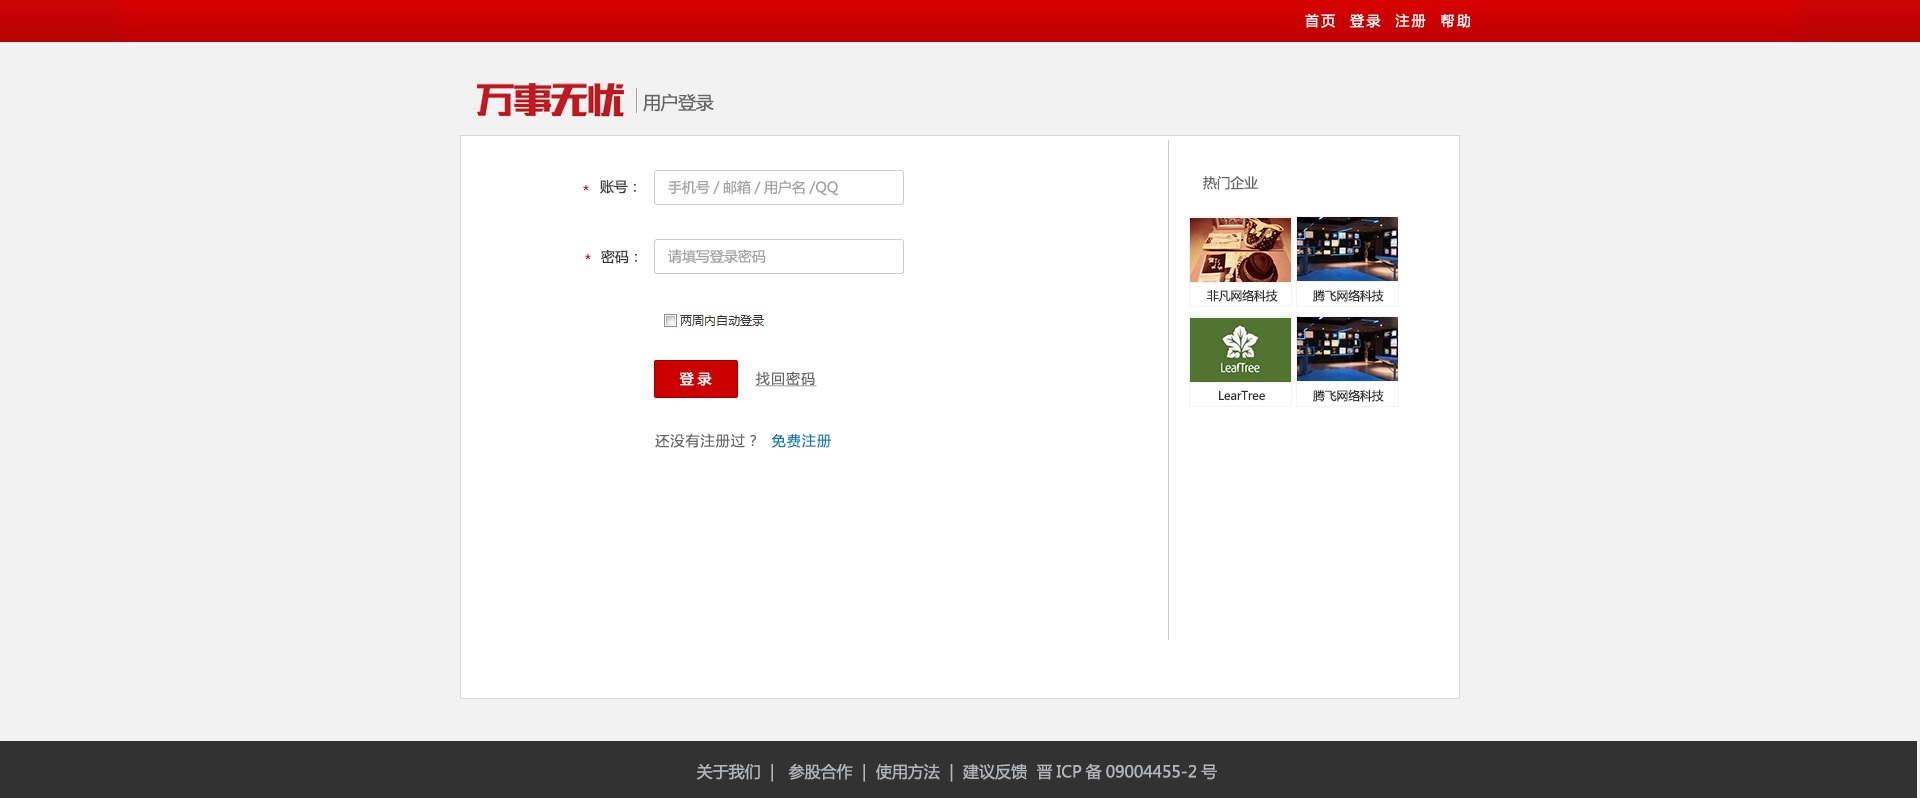 首页 登录 注册 帮助
万事无忧 用户登录
* 账号：
手机号 / 邮箱 / 用户名 /QQ
* 密码：
请填写登录密码
两周内自动登录
登 录 找回密码
还没有注册过？ 免费注册
热门企业
非凡网络科技 腾飞网络科技
LeafTree
LearTree 腾飞网络科技
关于我们 | 参股合作 | 使用方法 | 建议反馈 晋 ICP 备 09004455-2 号